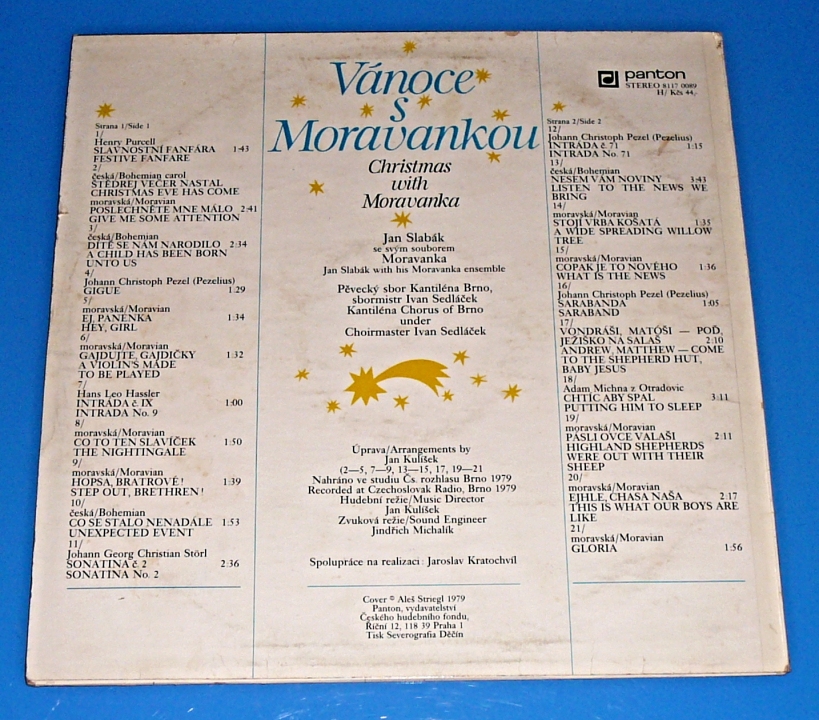 Vánoce
s
Moravankou
Christmas
with
Moravanka
Jan Slabák
se svým souborem
Moravanka
Jan Slabák with his Moravanka ensemble
Pěvecký sbor Kantiléna Brno,
sbormistr Ivan Sedláček
Kantiléna Chorus of Brno
under
Choirmaster Ivan Sedláček
Úprava/Arrangements by
Jan Kulíšek
(2—5, 7—9, 13—15, 17, 19—21
Nahráno ve studiu Čs. rozhlasu Brno 1979
Recorded at Czechoslovak Radio, Brno 1979
Hudební režie/Music Director
Jan Kulíšek
Zvuková režie/Sound Engineer
Jindřich Michalík
Spolupráce na realizaci: Jaroslav Kratochvíl
Cover © Aleš Striegl 1979
Panton, vydavatelství
Českého hudebního fondu,
Říční 12, 118 39 Praha 1
Tisk Severografia Děčín
Strana 1/Side 1
1/
Henry Purcell
SLAVNOSTNÍ FANFÁRA 1:43
FESTIVE FANFARE
2/
česká/Bohemian carol
ŠTĚDREJ VEČER NASTAL
CHRISTMAS EVE HAS COME
moravská/Moravian
POSLECHNĚTE MNE MÁLO 2:41
GIVE ME SOME ATTENTION
3/
česká/Bohemian
DÍTĚ SE NÁM NARODILO 2:34
A CHILD HAS BEEN BORN
UNTO US
4/
Johann Christoph Pezel (Pezelius)
GIGUE 1:29
5/
moravská/Moravian
EJ, PANENKA 1:34
HEY, GIRL
6/
moravská/Moravian
GAJDUJTE, GAJDIČKY 1:32
A VIOLIN'S MADE
TO BE PLAYED
7/
Hans Leo Hassler
INTRÁDA č. IX 1:00
INTRADA No. 9
8/
moravská/Moravian
CO TO TEN SLAVÍČEK 1:50
THE NIGHTINGALE
9/
moravská/Moravian
HOPSA, BRATROVÉ! 1:39
STEP OUT, BRETHREN!
10/
česká/Bohemian
CO SE STALO NENADÁLE 1:53
UNEXPECTED EVENT
11/
Johann Georg Christian Störl
SONATINA č. 2 2:36
SONATINA No. 2
panton
STEREO 8117 0089
H/ Kčs 44,-
Strana 2/Side 2
12/
Johann Christoph Pezel (Pezelius)
INTRÁDA č. 71 1:15
INTRADA No. 71
13/
česká/Bohemian
NESEM VÁM NOVINY 3:43
LISTEN TO THE NEWS WE
BRING
14/
moravská/Moravian
STOJÍ VRBA KOŠATÁ 1:35
A WIDE SPREADING WILLOW
TREE
15/
moravská/Moravian
COPAK JE TO NOVÉHO 1:36
WHAT IS THE NEWS
16/
Johann Christoph Pezel (Pezelius)
SARABANDA 1:05
SARABAND
17/
VONDRÁŠI, MATÓŠI — POĎ,
JEŽIŠKO NA SALAŠ 2:10
ANDREW, MATTHEW — COME
TO THE SHEPHERD HUT,
BABY JESUS
18/
Adam Michna z Otradovic
CHTÍC ABY SPAL 3:11
PUTTING HIM TO SLEEP
19/
moravská/Moravian
PÁSLI OVCE VALAŠI 2:11
HIGHLAND SHEPHERDS
WERE OUT WITH THEIR
SHEEP
20/
moravská/Moravian
EJHLE, CHASA NAŠA 2:17
THIS IS WHAT OUR BOYS ARE
LIKE
21/
moravská/Moravian
GLORIA 1:56